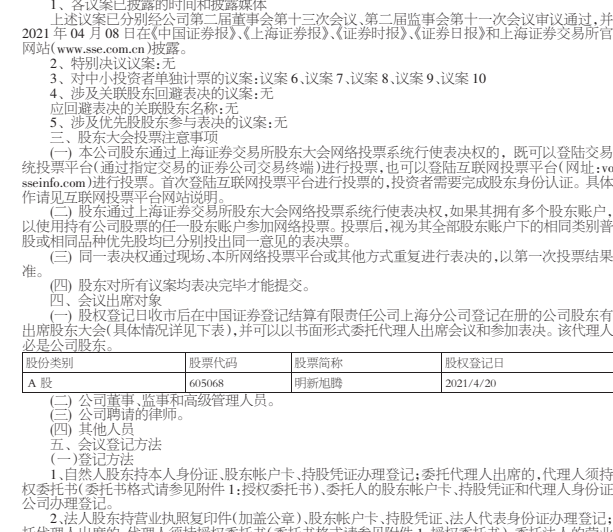 1、各议案已披露的时间和披露媒体
上述议案已分别经公司第二届董事会第十三次会议、第二届监事会第十一次会议审议通过，并
2021 年 04 月 08 日在《中国证券报》、《上海证券报》、《证券时报》、《证券日报》和上海证券交易所官
网站（www.sse.com.cn）披露。
2、特别决议议案：无
3、对中小投资者单独计票的议案：议案 6、议案 7、议案 8、议案 9、议案 10
4、涉及关联股东回避表决的议案：无
应回避表决的关联股东名称：无
5、涉及优先股股东参与表决的议案：无
三、股东大会投票注意事项
（一）本公司股东通过上海证券交易所股东大会网络投票系统行使表决权的，既可以登陆交易
统投票平台（通过指定交易的证券公司交易终端）进行投票，也可以登陆互联网投票平台（网址：vo
sseinfo.com）进行投票。首次登陆互联网投票平台进行投票的，投资者需要完成股东身份认证。具体
作请见互联网投票平台网站说明。
（二）股东通过上海证券交易所股东大会网络投票系统行使表决权，如果其拥有多个股东账户，
以使用持有公司股票的任一股东账户参加网络投票。投票后，视为其全部股东账户下的相同类别普
股或相同品种优先股均已分别投出同一意见的表决票。
（三）同一表决权通过现场、本所网络投票平台或其他方式重复进行表决的，以第一次投票结果
准。
（四）股东对所有议案均表决完毕才能提交。
四、会议出席对象
（一）股权登记日收市后在中国证券登记结算有限责任公司上海分公司登记在册的公司股东有
出席股东大会（具体情况详见下表），并可以以书面形式委托代理人出席会议和参加表决。该代理人
必是公司股东。
股份类别 股票代码 股票简称 股权登记日
A 股 605068 明新旭腾 2021/4/20
（二）公司董事、监事和高级管理人员。
（三）公司聘请的律师。
（四）其他人员
五、会议登记方法
（一）登记方法
1、自然人股东持本人身份证、股东帐户卡、持股凭证办理登记；委托代理人出席的，代理人须持
权委托书（委托书格式请参见附件 1：授权委托书）、委托人的股东帐户卡、持股凭证和代理人身份证
公司办理登记。
2、法人股东持营业执照复印件（加盖公章）、股东帐户卡、持股凭证、法人代表身份证办理登记；